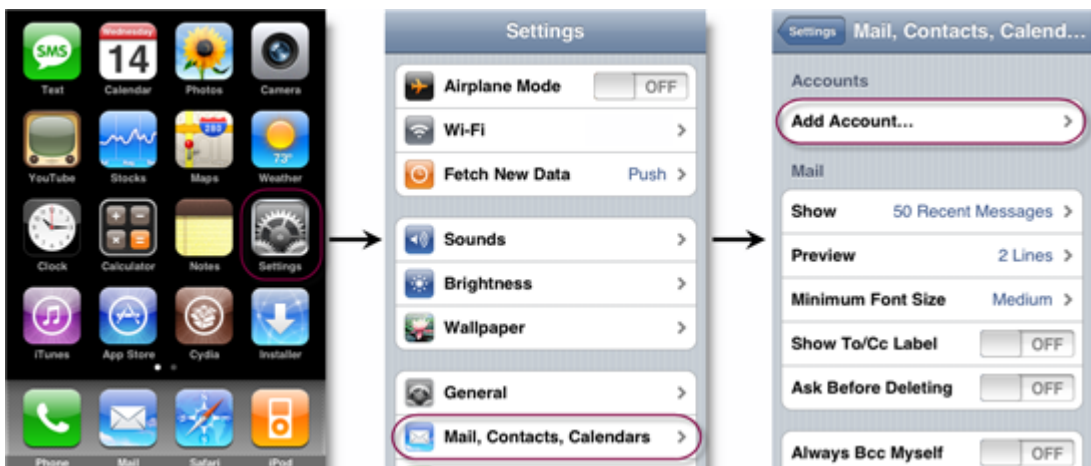 SMS
Wednesday
14
Text Calendar Photos Camera
280
73°
YouTube Stocks Maps Weather
Clock Calculator Notes Settings
iTunes App Store Cydia Installer
Phone Mail Safari iPod
Settings
Airplane Mode OFF
Wi-Fi
Fetch New Data Push
Sounds
Brightness
Wallpaper
General
Mail, Contacts, Calendars
Settings Mail, Contacts, Calend...
Accounts
Add Account...
Mail
Show 50 Recent Messages
Preview 2 Lines
Minimum Font Size Medium
Show To/Cc Label OFF
Ask Before Deleting OFF
Always Bcc Myself OFF